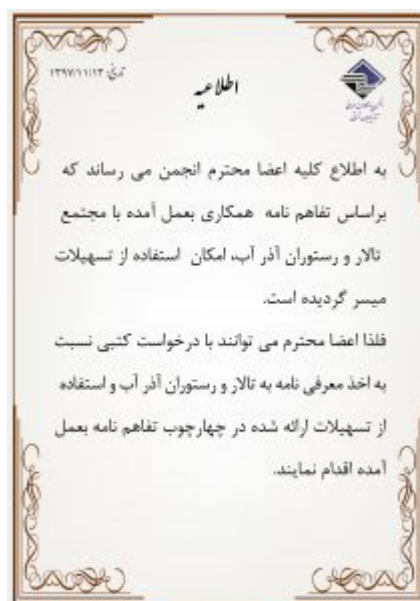 تاریخ: ۱۳۹۷/۱۱/۱۳
اطلاعیه
به اطلاع کلیه اعضا محترم انجمن می رساند که
براساس تفاهم نامه همکاری بعمل آمده با مجتمع
تالار و رستوران آذر آب، امکان استفاده از تسهیلات
میسر گردیده است.
فلذا اعضا محترم می توانند با درخواست کتبی نسبت
به اخذ معرفی نامه به تالار و رستوران آذر آب و استفاده
از تسهیلات ارائه شده در چهارچوب تفاهم نامه بعمل
آمده اقدام نمایند.